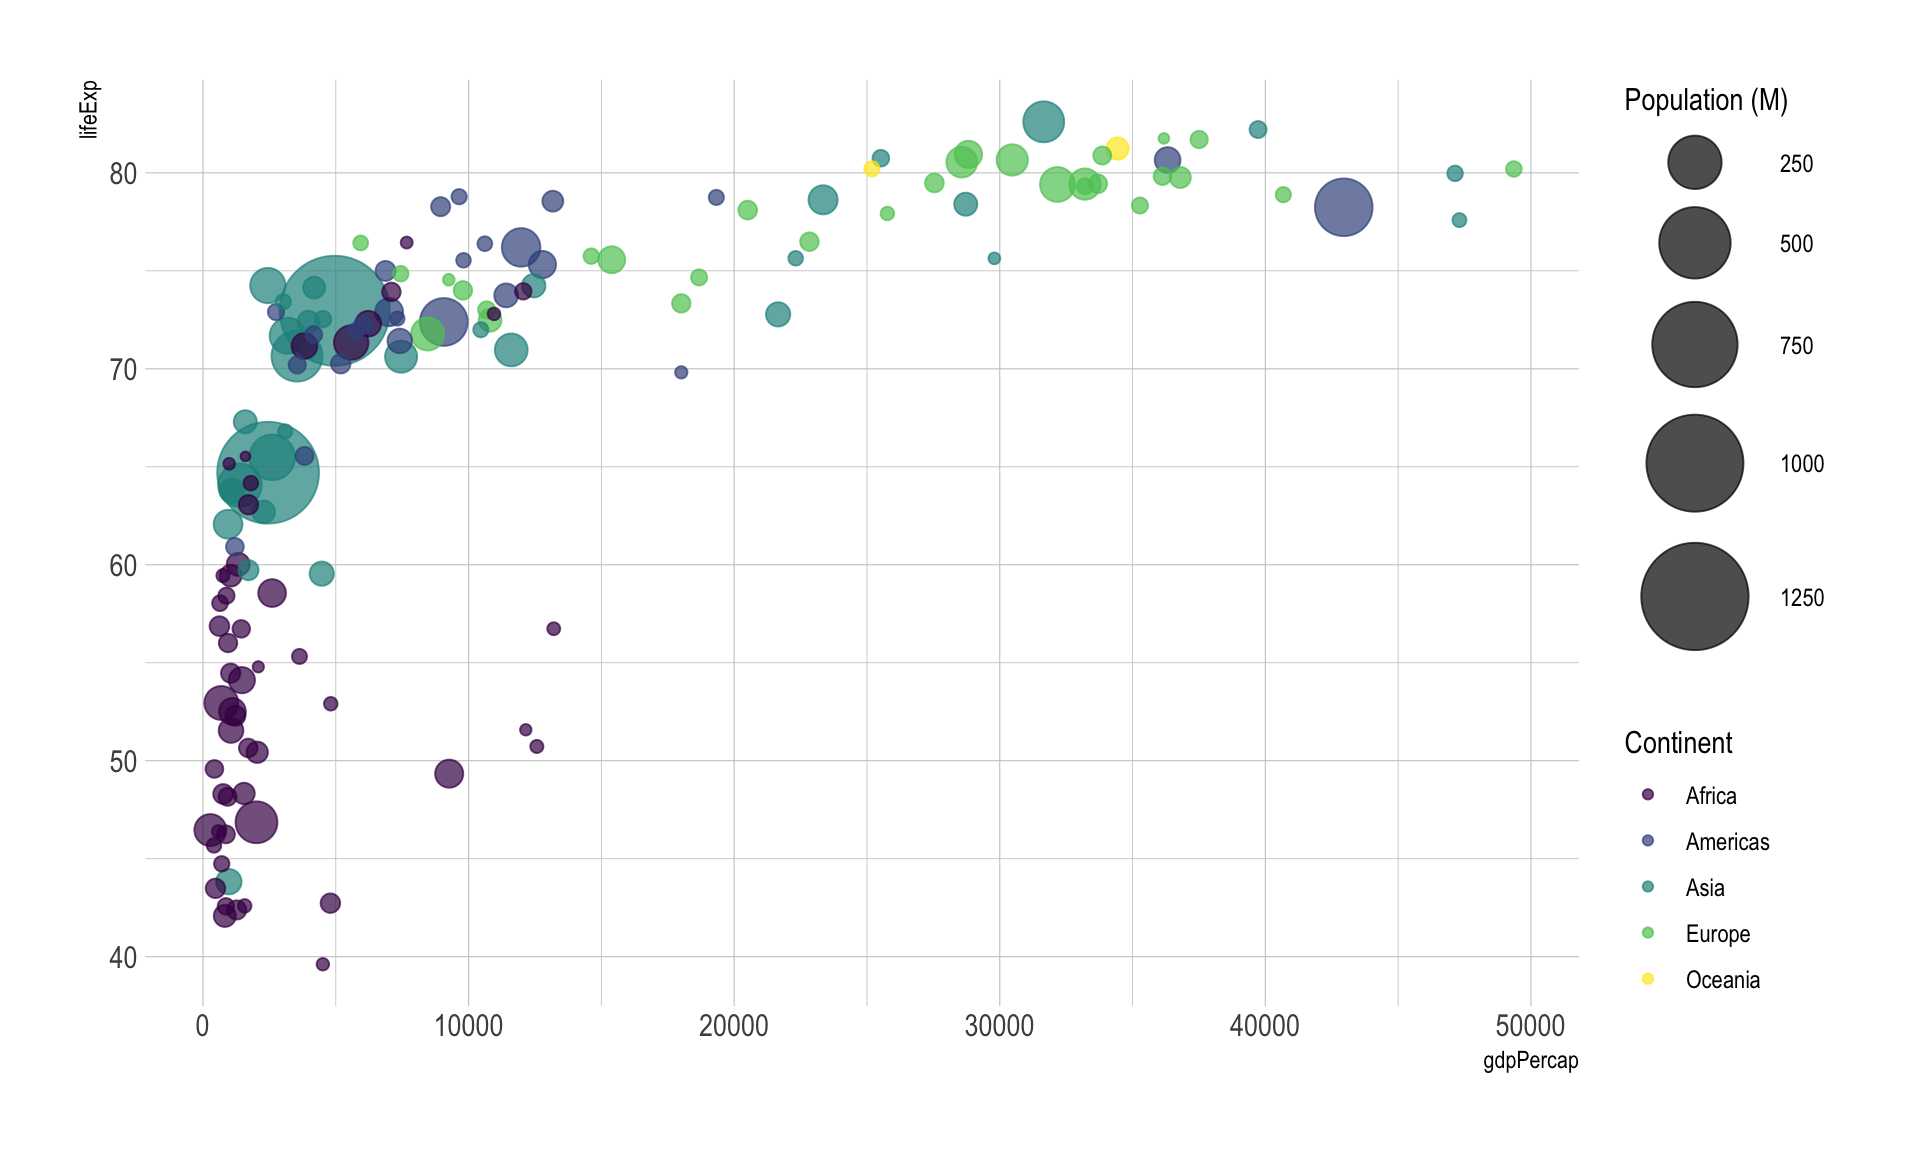 lifeExp
80
70
60
50
40
0 10000 20000 30000 40000 50000
gdpPercap
Population (M)
250
500
750
1000
1250
Continent
Africa
Americas
Asia
Europe
Oceania